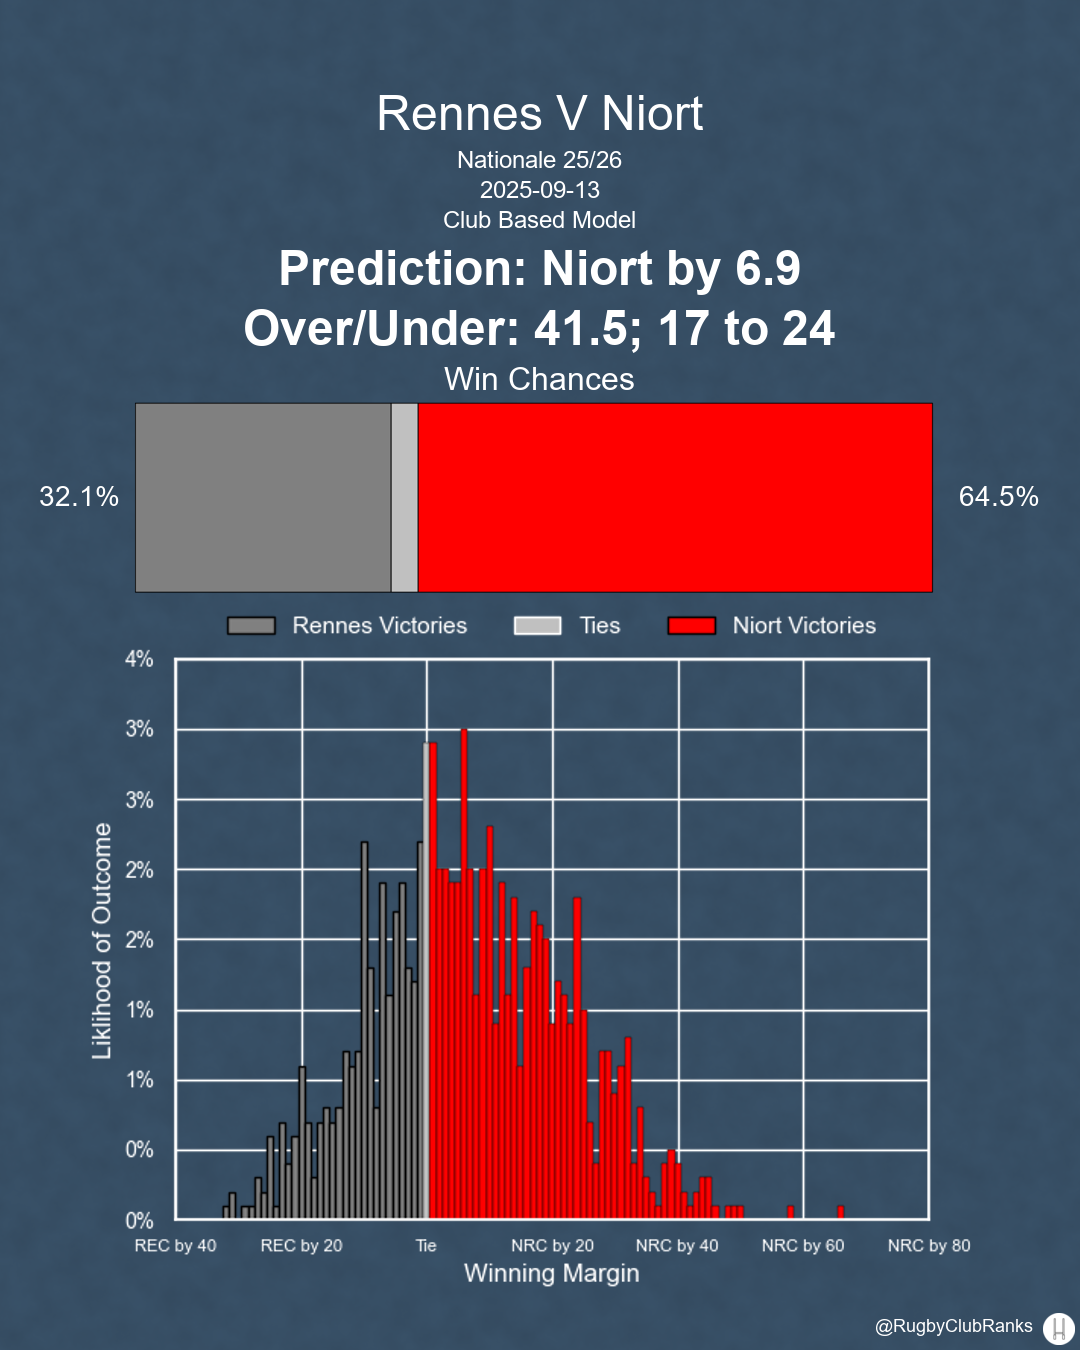 Rennes V Niort
Nationale 25/26
2025-09-13
Club Based Model
Prediction: Niort by 6.9
Over/Under: 41.5; 17 to 24
Win Chances
32.1%
64.5%
Rennes Victories Ties Niort Victories
4%
3%
3%
2%
2%
1%
1%
0%
0%
Liklihood of Outcome
REC by 40 REC by 20 Tie NRC by 20 NRC by 40 NRC by 60 NRC by 80
Winning Margin
@RugbyClubRanks